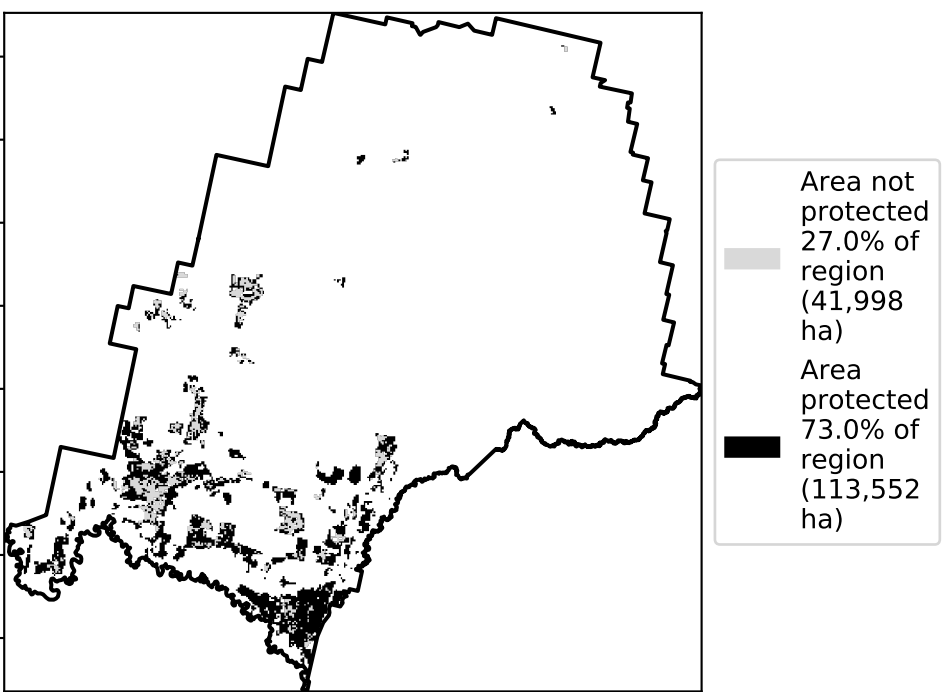 Area not
protected
27.0% of
region
(41,998
ha)
Area
protected
73.0% of
region
(113,552
ha)